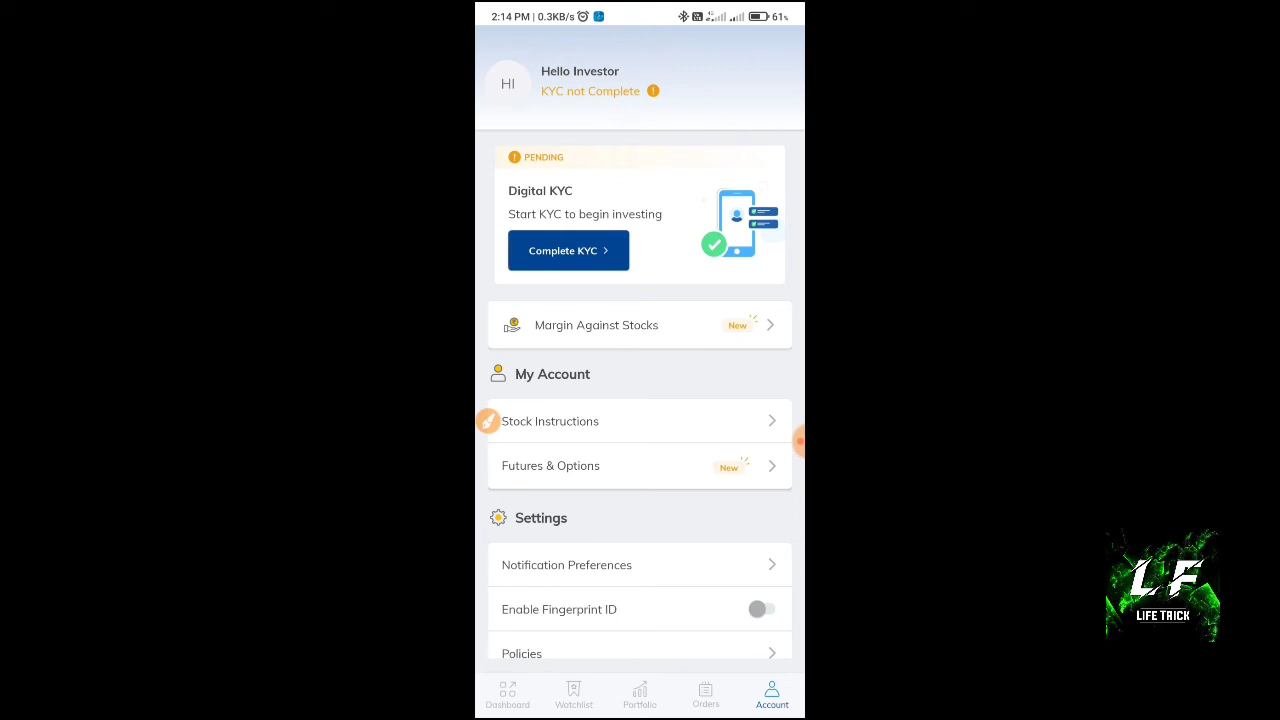 2:14 PM | 0.3KB/s
4G
61%
HI
Hello Investor
KYC not Complete
PENDING
Digital KYC
Start KYC to begin investing
Complete KYC
Margin Against Stocks New
My Account
Stock Instructions
Futures & Options New
Settings
Notification Preferences
Enable Fingerprint ID
Policies
LF
LIFE TRICK
Dashboard Watchlist Portfolio Orders Account